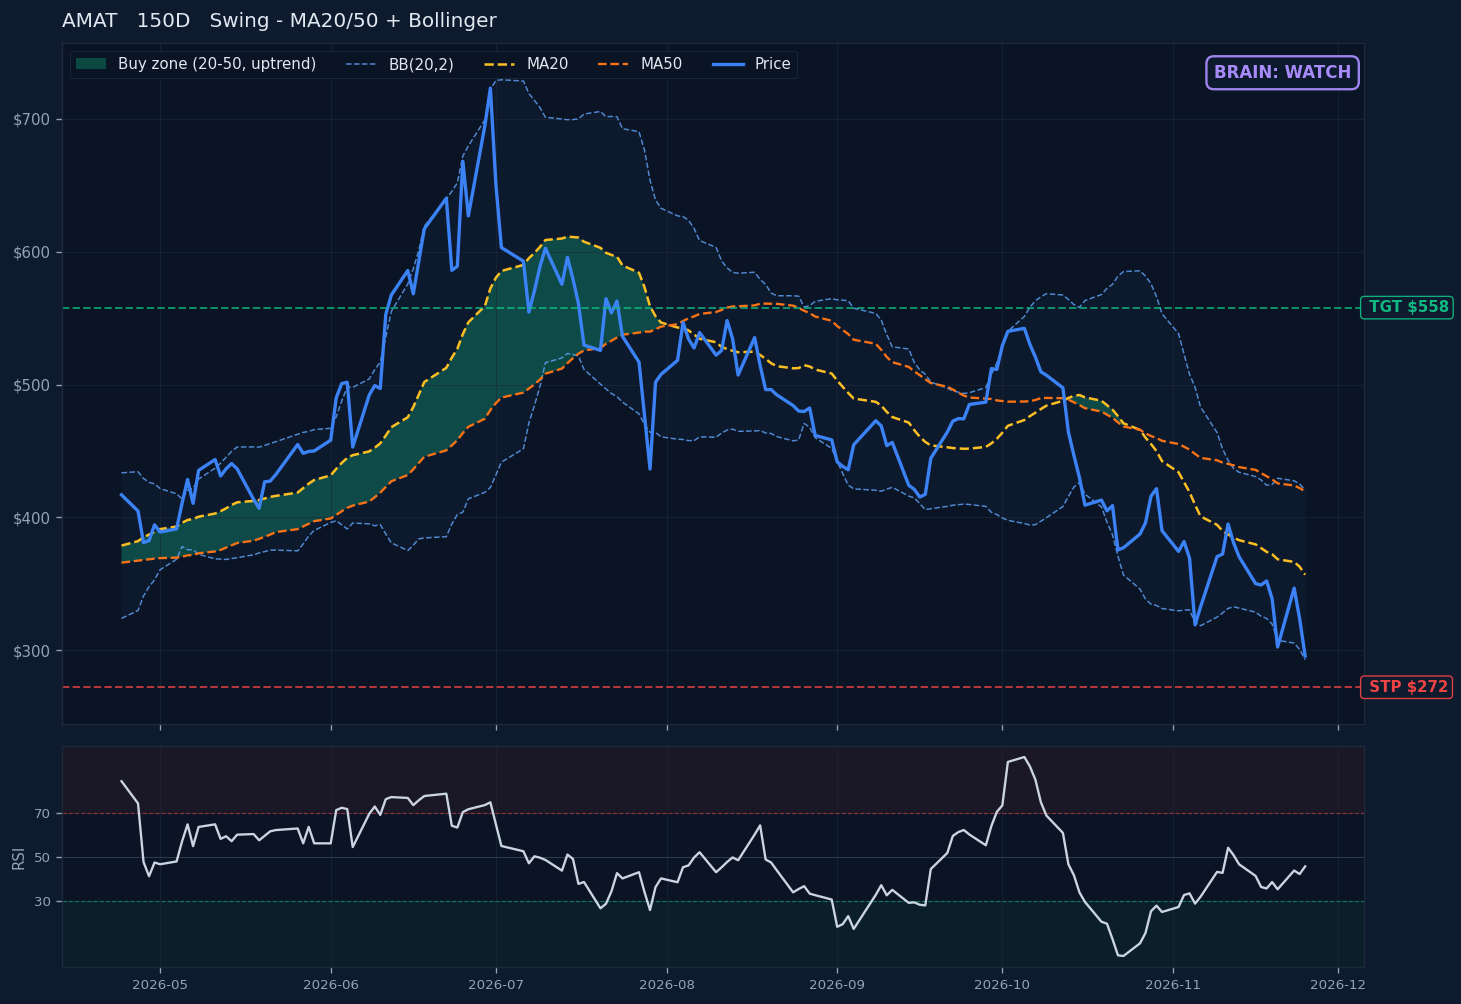 AMAT   150D   Swing - MA20/50 + Bollinger
Buy zone (20-50, uptrend)   BB(20,2)   MA20   MA50   Price
BRAIN: WATCH
$700
$600
TGT $558
$500
$400
$300
STP $272
RSI
70
50
30
2026-05   2026-06   2026-07   2026-08   2026-09   2026-10   2026-11   2026-12